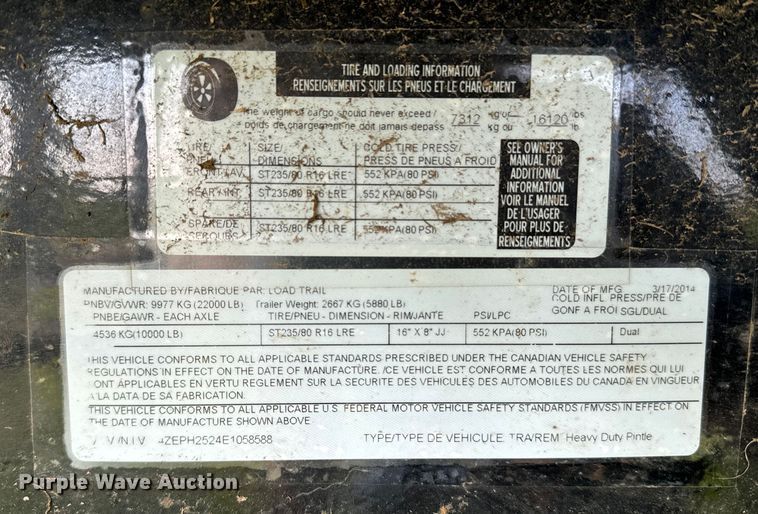 TIRE AND LOADING INFORMATION
RENSEIGNEMENTS SUR LES PNEUS ET LE CHARGEMENT
The weight of cargo should never exceed / 7312 kg or 16120 lbs
poids de chargement ne doit jamais depass kg ou lb
SIZE/ COLD TIRE PRESS/
DIMENSIONS PRESS DE PNEUS A FROID
FRONT/AV ST235/80 R16 LRE 552 KPA(80 PSI)
REAR/INT ST235/80 R16 LRE 552 KPA(80 PSI)
SPARE/DE ST235/80 R16 LRE 552 KPA(80 PSI)
SECOURS
SEE OWNER'S
MANUAL FOR
ADDITIONAL
INFORMATION
VOIR LE MANUEL
DE L'USAGER
POUR PLUS DE
RENSEIGNEMENTS
MANUFACTURED BY/FABRIQUE PAR: LOAD TRAIL DATE OF MFG 3/17/2014
PNBV/GVWR: 9977 KG (22000 LB) Trailer Weight: 2667 KG (5880 LB) COLD INFL PRESS/PRE DE
PNBE/GAWR - EACH AXLE TIRE/PNEU - DIMENSION - RIM/JANTE PSI/LPC GONF A FROI SGL/DUAL
4536 KG(10000 LB) ST235/80 R16 LRE 16" X 8" JJ 552 KPA(80 PSI) Dual
THIS VEHICLE CONFORMS TO ALL APPLICABLE STANDARDS PRESCRIBED UNDER THE CANADIAN VEHICLE SAFETY
REGULATIONS IN EFFECT ON THE DATE OF MANUFACTURE. /CE VEHICLE EST CONFORME A TOUTES LES NORMES QUI LUI
SONT APPLICABLES EN VERTU REGLEMENT SUR LA SECURITE DES VEHICULES DES AUTOMOBILES DU CANADA EN VINGUEUR
A LA DATA DE SA FABRICATION.
THIS VEHICLE CONFORMS TO ALL APPLICABLE U.S. FEDERAL MOTOR VEHICLE SAFETY STANDARDS (FMVSS) IN EFFECT ON
THE DATE OF MANUFACTURE SHOWN ABOVE.
4ZEPH2524E1058588 TYPE/TYPE DE VEHICULE: TRA/REM Heavy Duty Pintle
Purple Wave Auction